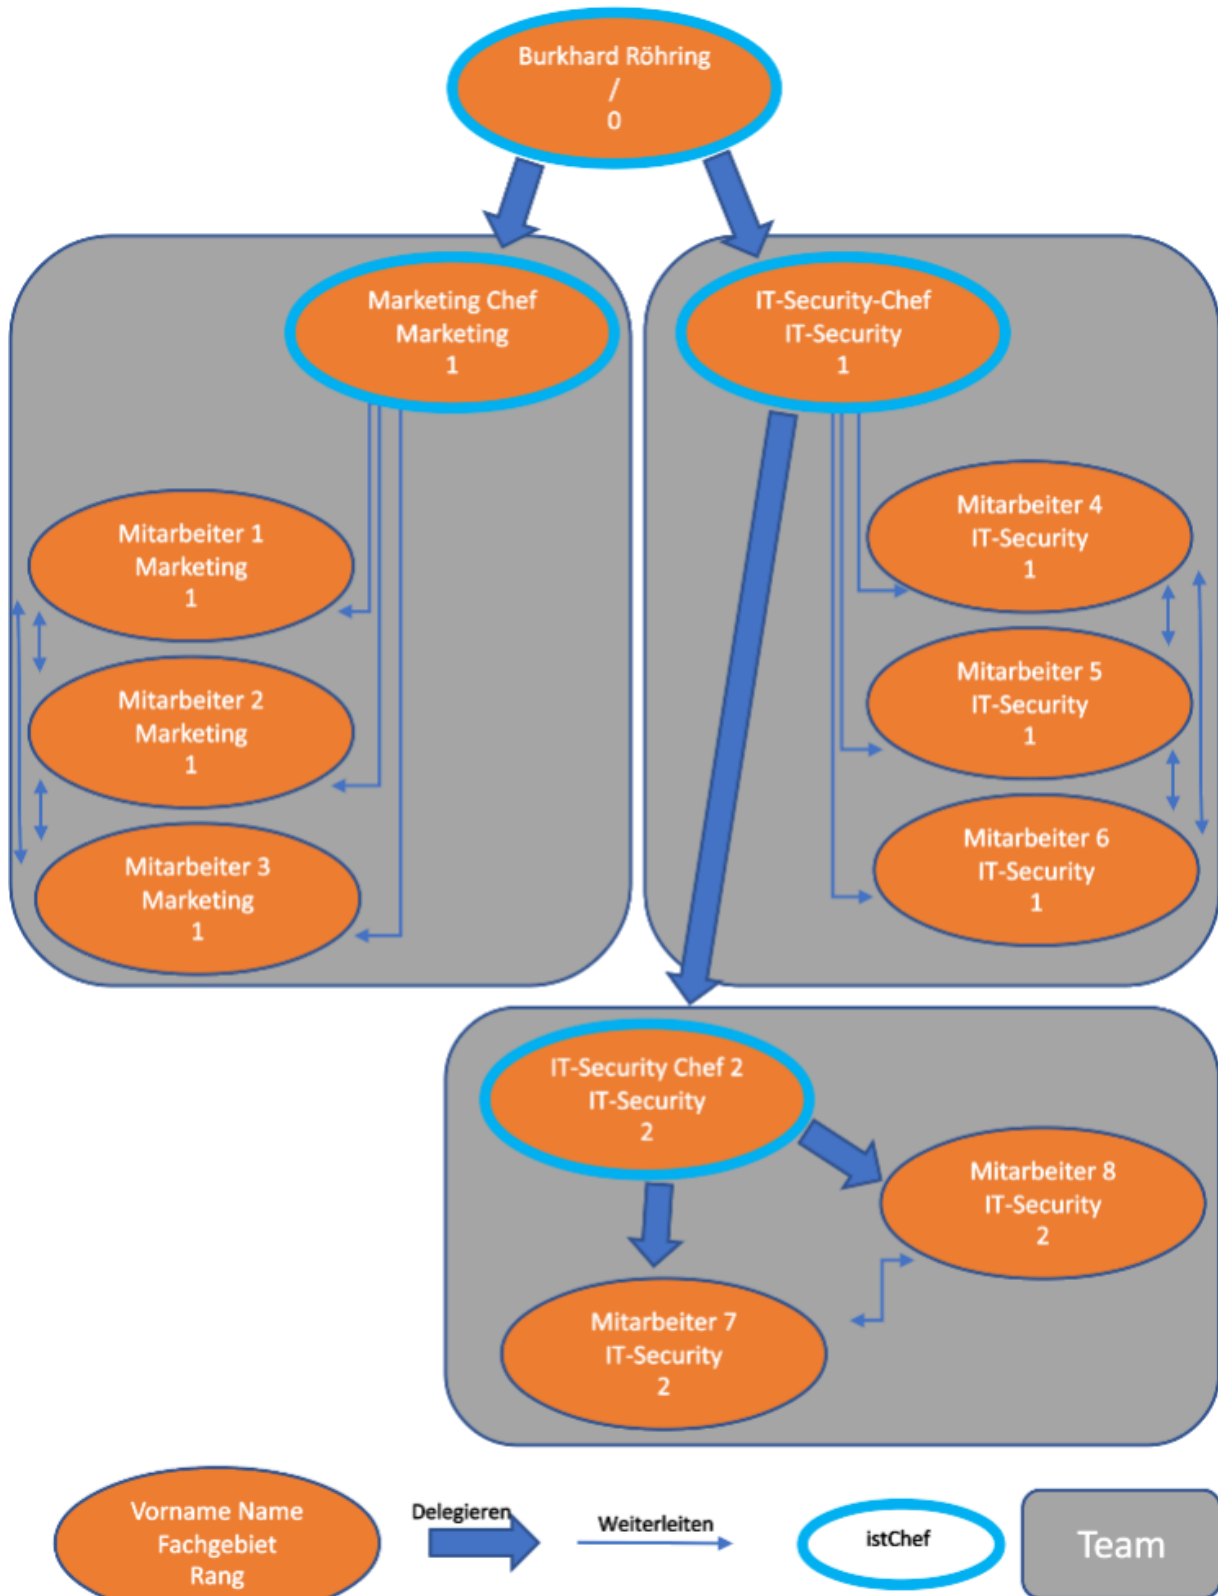 Burkhard Röhring
/
0
Marketing Chef
Marketing
1
IT-Security-Chef
IT-Security
1
Mitarbeiter 1
Marketing
1
Mitarbeiter 2
Marketing
1
Mitarbeiter 3
Marketing
1
Mitarbeiter 4
IT-Security
1
Mitarbeiter 5
IT-Security
1
Mitarbeiter 6
IT-Security
1
IT-Security Chef 2
IT-Security
2
Mitarbeiter 8
IT-Security
2
Mitarbeiter 7
IT-Security
2
Vorname Name
Fachgebiet
Rang
Delegieren
Weiterleiten
istChef
Team